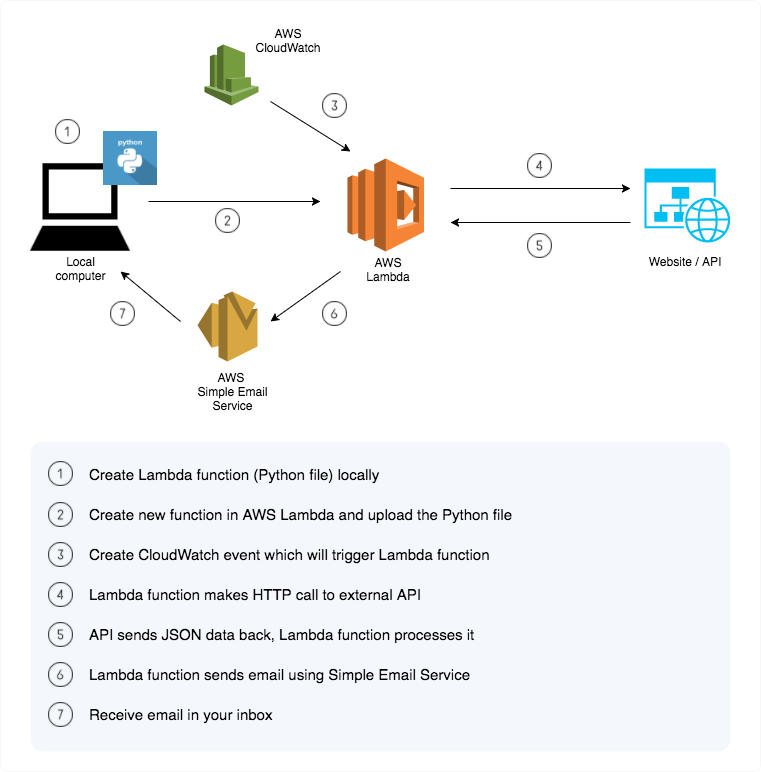 AWS
CloudWatch
3
1
python
4
2
5
Local
computer
AWS
Lambda
Website / API
7
6
AWS
Simple Email
Service
1 Create Lambda function (Python file) locally
2 Create new function in AWS Lambda and upload the Python file
3 Create CloudWatch event which will trigger Lambda function
4 Lambda function makes HTTP call to external API
5 API sends JSON data back, Lambda function processes it
6 Lambda function sends email using Simple Email Service
7 Receive email in your inbox